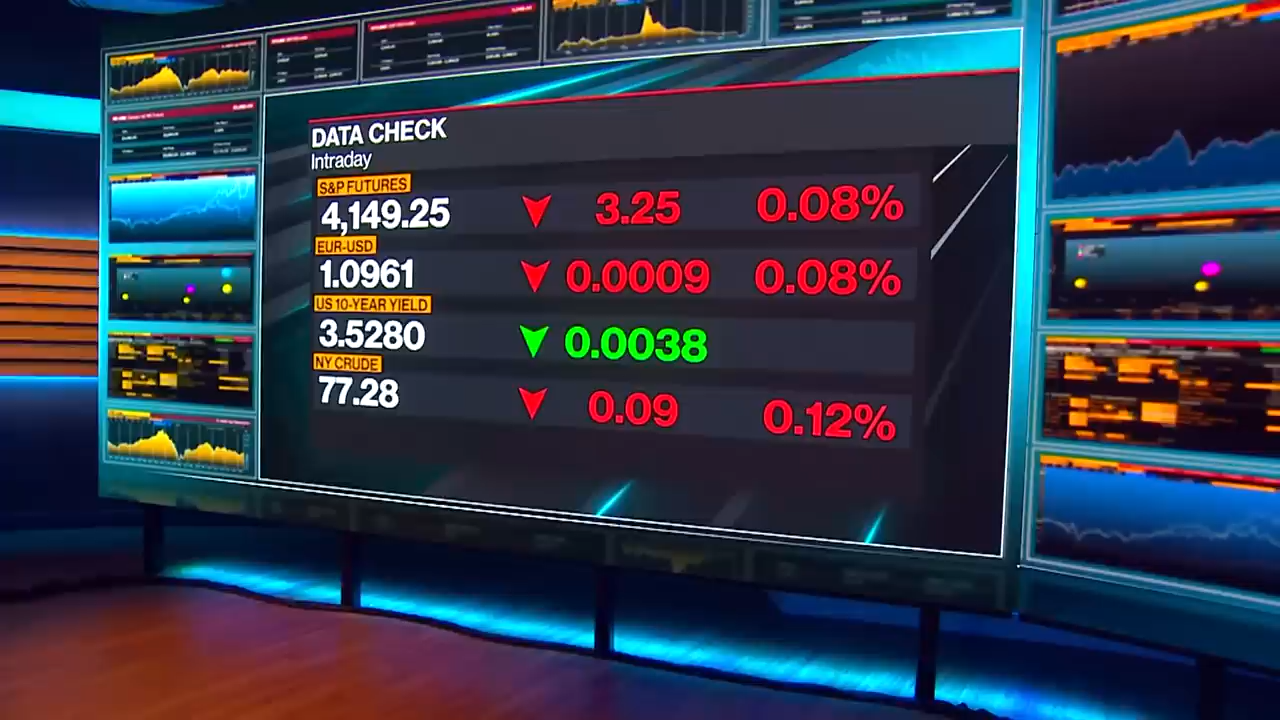 DATA CHECK
Intraday
S&P FUTURES
4,149.25 3.25 0.08%
EUR-USD
1.0961 0.0009 0.08%
US 10-YEAR YIELD
3.5280 0.0038
NY CRUDE
77.28 0.09 0.12%